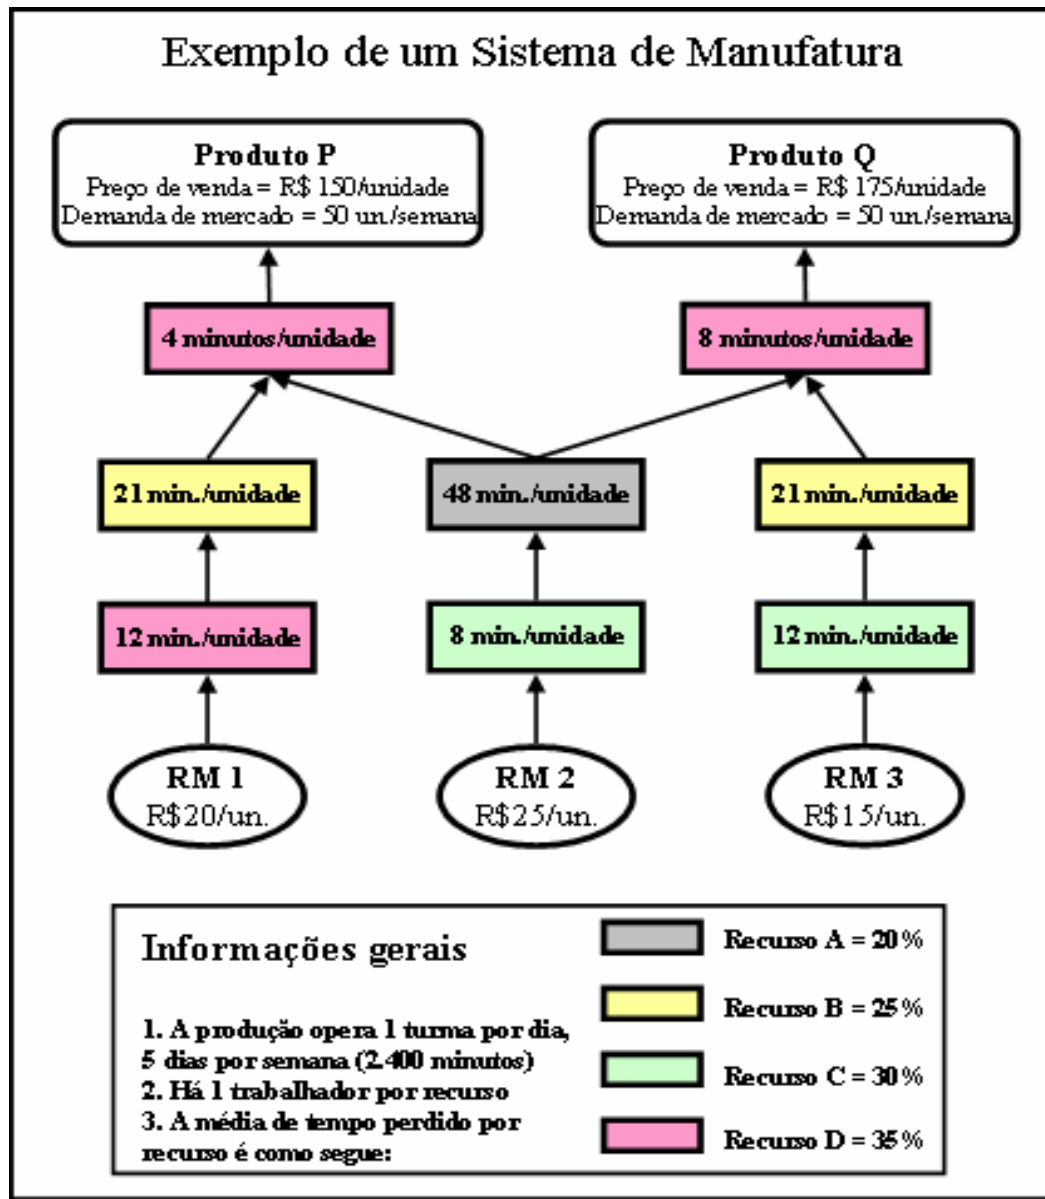 Exemplo de um Sistema de Manufatura
Produto P
Preço de venda = R$ 150/unidade
Demanda de mercado = 50 un./semana
Produto Q
Preço de venda = R$ 175/unidade
Demanda de mercado = 50 un./semana
4 minutos/unidade
8 minutos/unidade
21 min./unidade
48 min./unidade
21 min./unidade
12 min./unidade
8 min./unidade
12 min./unidade
RM 1
R$20/un.
RM 2
R$25/un.
RM 3
R$15/un.
Informações gerais
1. A produção opera 1 turma por dia,
5 dias por semana (2.400 minutos)
2. Há 1 trabalhador por recurso
3. A média de tempo perdido por
recurso é como segue:
Recurso A = 20%
Recurso B = 25%
Recurso C = 30%
Recurso D = 35%